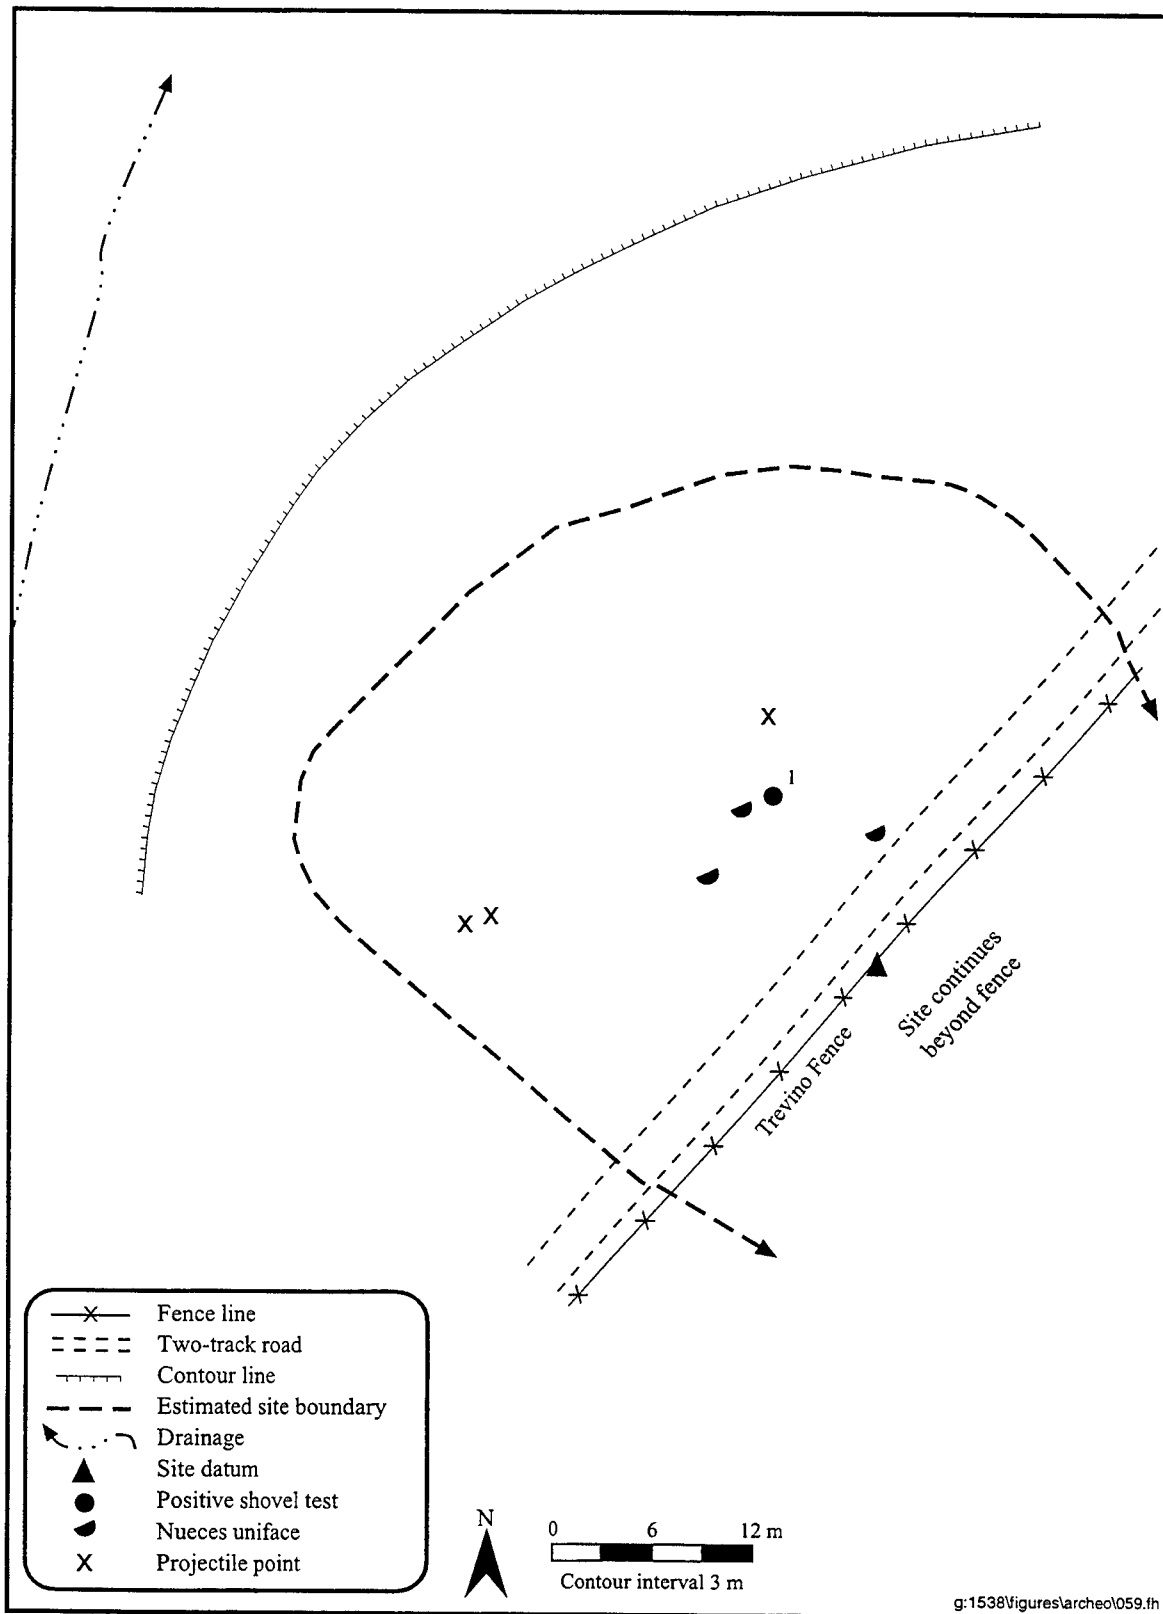 X
1
X X
Site continues
beyond fence
Trevino Fence
Fence line
Two-track road
Contour line
Estimated site boundary
Drainage
Site datum
Positive shovel test
Nueces uniface
X Projectile point
N
0 6 12 m
Contour interval 3 m
g:1538\figures\archeo\059.fh